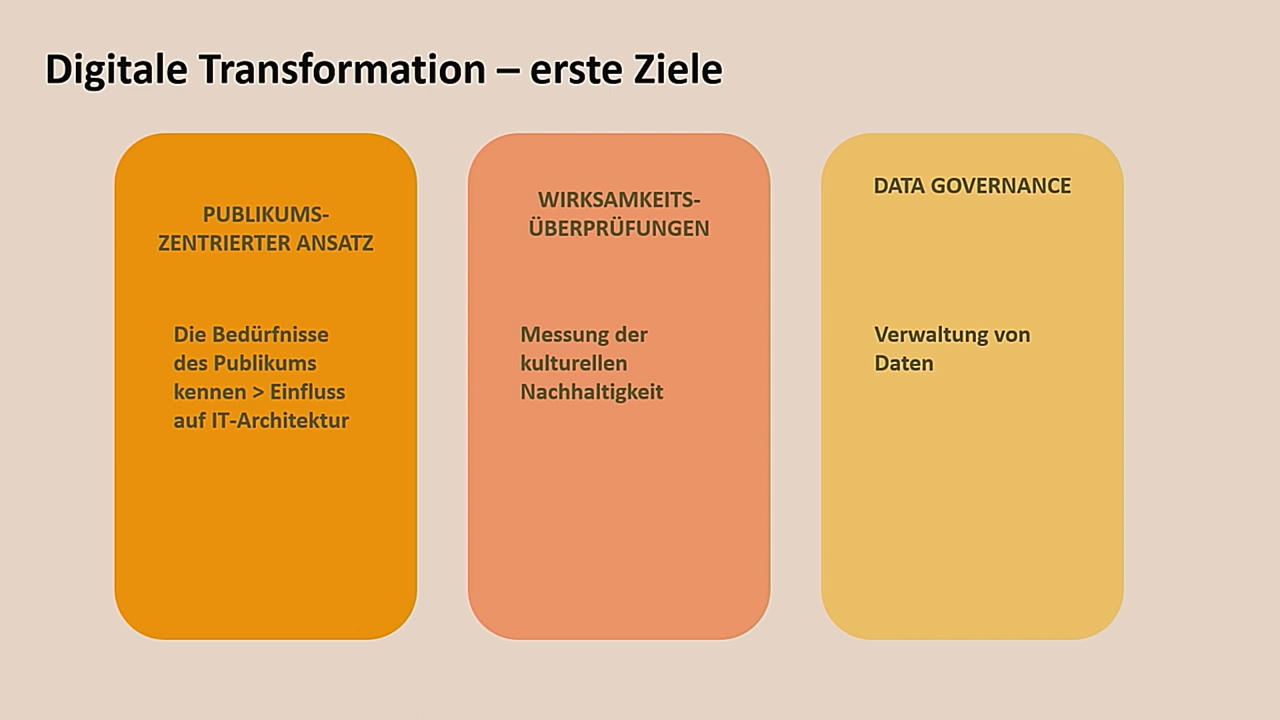 Digitale Transformation – erste Ziele
PUBLIKUMS-
ZENTRIERTER ANSATZ
Die Bedürfnisse
des Publikums
kennen > Einfluss
auf IT-Architektur
WIRKSAMKEITS-
ÜBERPRÜFUNGEN
Messung der
kulturellen
Nachhaltigkeit
DATA GOVERNANCE
Verwaltung von
Daten